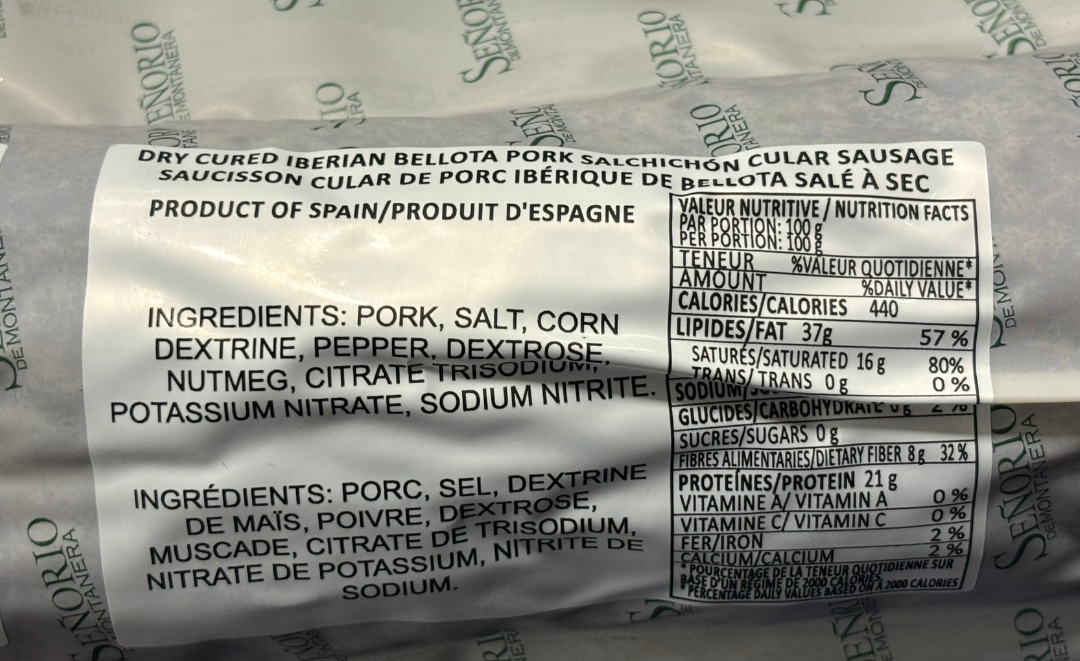 DRY CURED IBERIAN BELLOTA PORK SALCHICHÓN CULAR SAUSAGE
SAUCISSON CULAR DE PORC IBÉRIQUE DE BELLOTA SALÉ À SEC
PRODUCT OF SPAIN/PRODUIT D'ESPAGNE
INGREDIENTS: PORK, SALT, CORN
DEXTRINE, PEPPER, DEXTROSE,
NUTMEG, CITRATE TRISODIUM,
POTASSIUM NITRATE, SODIUM NITRITE.
INGRÉDIENTS: PORC, SEL, DEXTRINE
DE MAÏS, POIVRE, DEXTROSE,
MUSCADE, CITRATE DE TRISODIUM,
NITRATE DE POTASSIUM, NITRITE DE
SODIUM.
VALEUR NUTRITIVE / NUTRITION FACTS
PAR PORTION: 100 g
PER PORTION: 100 g
TENEUR %VALEUR QUOTIDIENNE*
AMOUNT %DAILY VALUE*
CALORIES/CALORIES 440
LIPIDES/FAT 37g 57 %
SATURÉS/SATURATED 16 g 80%
TRANS/TRANS 0 g 0 %
SODIUM/
GLUCIDES/CARBOHYDRATE
SUCRES/SUGARS 0 g
FIBRES ALIMENTARIES/DIETARY FIBER 8 g 32 %
PROTEÍNES/PROTEIN 21 g
VITAMINE A/ VITAMIN A 0 %
VITAMINE C/ VITAMIN C 0 %
FER/IRON 2 %
CALCIUM/CALCIUM 2 %
*POURCENTAGE DE LA TENEUR QUOTIDIENNE SUR
BASE D'UN RÉGIME DE 2000 CALORIES
*PERCENTAGE DAILY VALUES BASED ON A 2000 CALORIES
SEÑORIO
DE MONTANERA